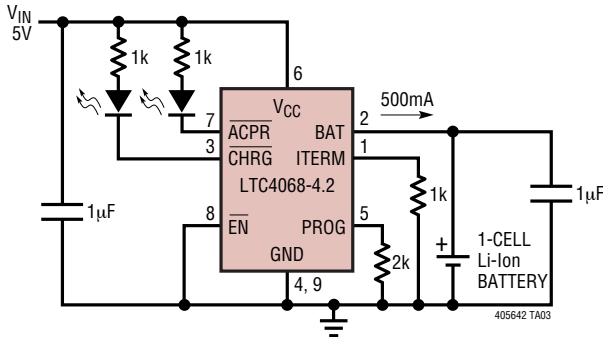 VIN
5V
1k
1k
6
500mA
VCC
7
ACPR
BAT
2
3
CHRG
ITERM
1
LTC4068-4.2
1k
1µF
1µF
8
EN
PROG
5
GND
2k
+
1-CELL
Li-Ion
BATTERY
4, 9
405642 TA03